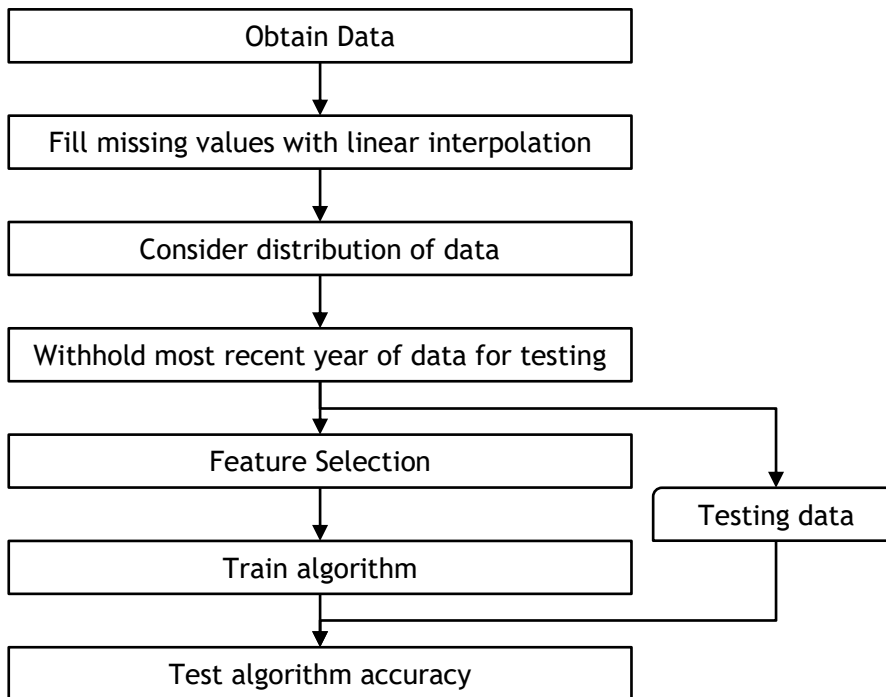 Obtain Data
Fill missing values with linear interpolation
Consider distribution of data
Withhold most recent year of data for testing
Feature Selection
Testing data
Train algorithm
Test algorithm accuracy